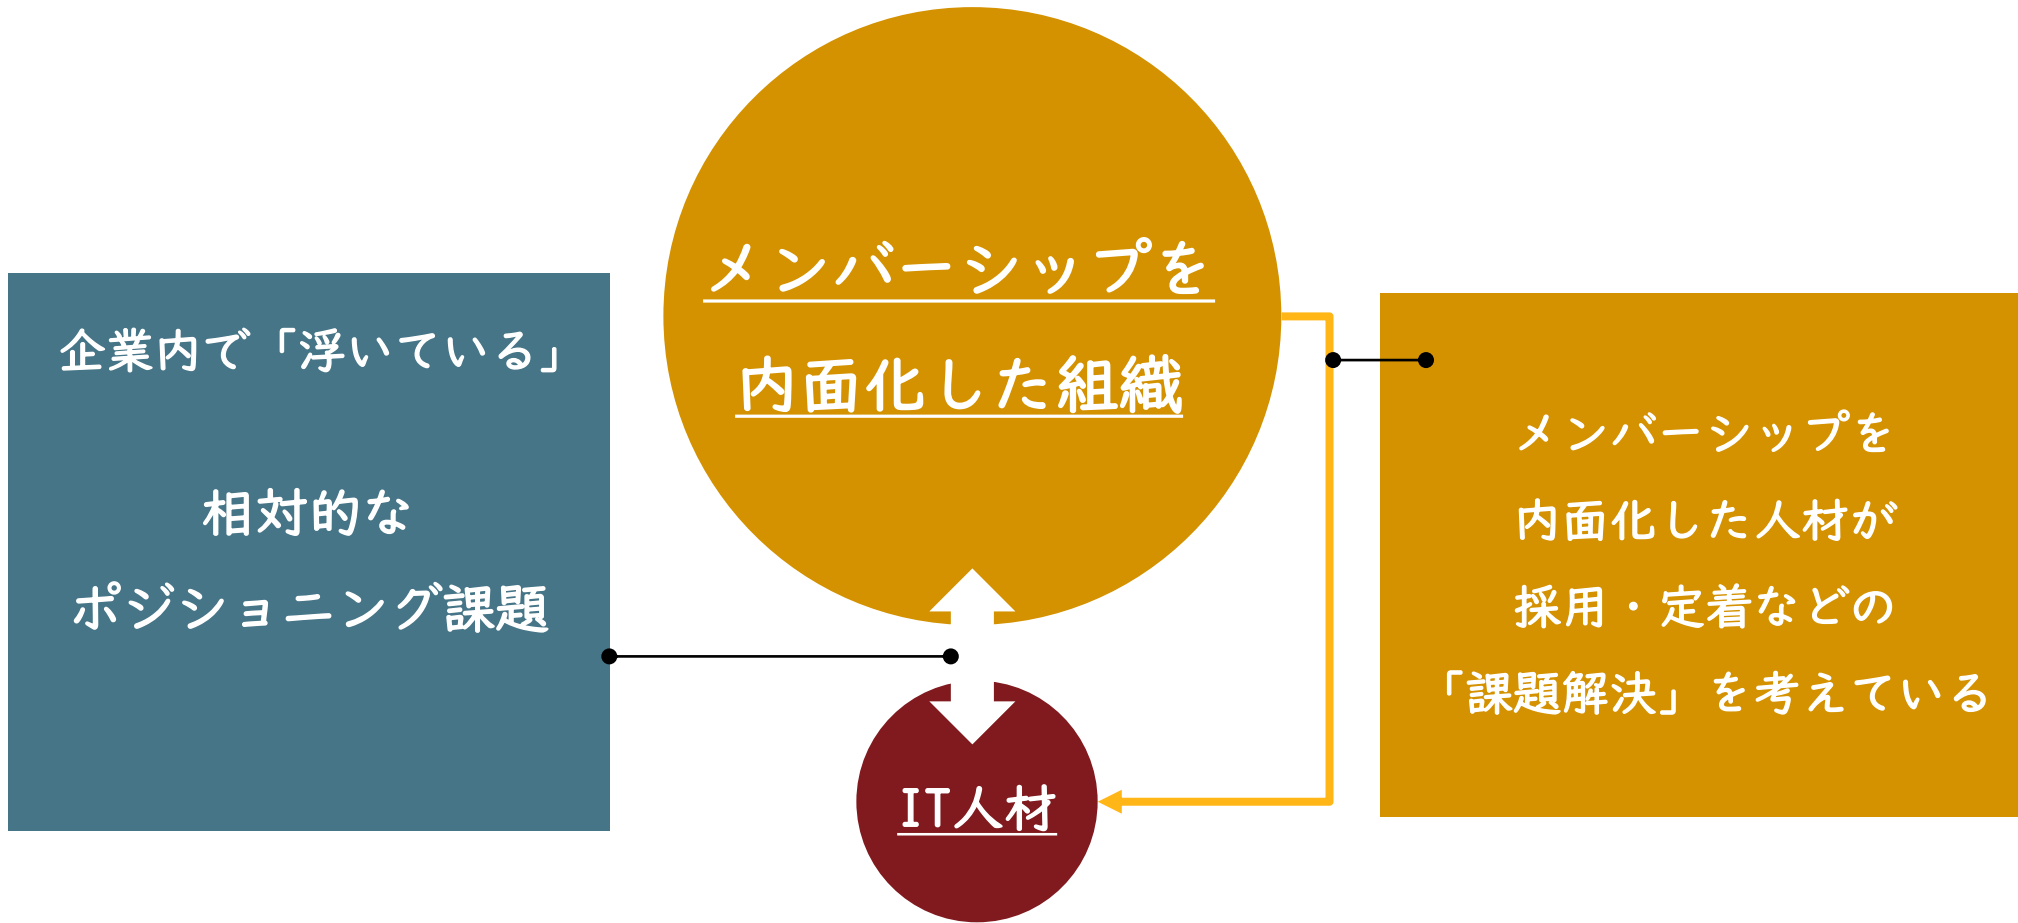 メンバーシップを
内面化した組織
企業内で「浮いている」
相対的な
ポジショニング課題
メンバーシップを
内面化した人材が
採用・定着などの
「課題解決」を考えている
IT人材